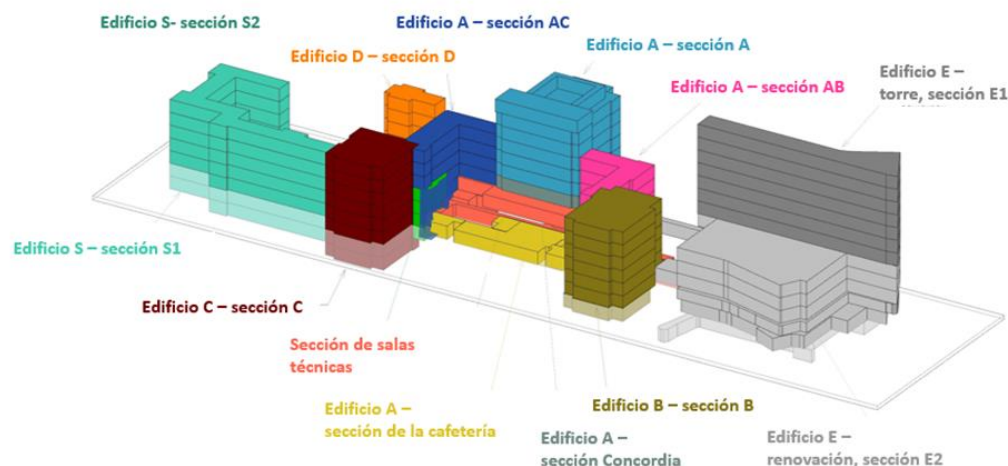 Edificio S- sección S2
Edificio A – sección AC
Edificio D – sección D
Edificio A – sección A
Edificio A – sección AB
Edificio E –
torre, sección E1
Edificio S – sección S1
Edificio C – sección C
Sección de salas
técnicas
Edificio A –
sección de la cafetería
Edificio B – sección B
Edificio A –
sección Concordia
Edificio E –
renovación, sección E2